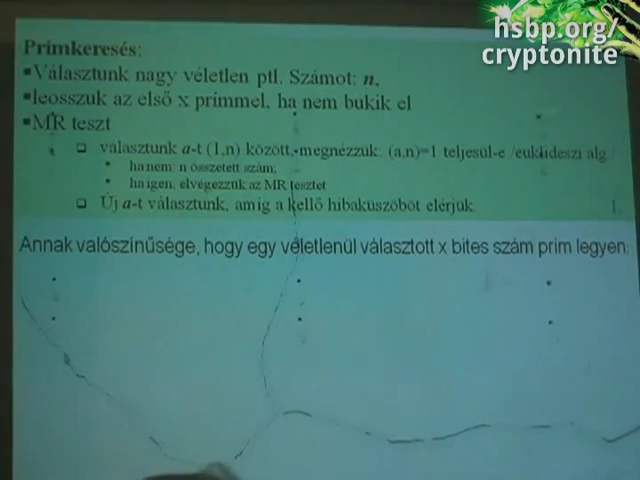 hsbp.org/
cryptonite
Prímkeresés:
▪Választunk nagy véletlen ptl. Számot: n.
▪leosszuk az első x prímmel, ha nem bukik el
▪MR teszt
❑ választunk a-t (1,n) között, megnézzük: (a,n)=1 teljesül-e /euklideszi alg./
• ha nem: n összetett szám;
• ha igen, elvégezzük az MR tesztet
❑ Új a-t választunk, amíg a kellő hibaküszöböt elérjük.
Annak valószínűsége, hogy egy véletlenül választott x bites szám prím legyen: